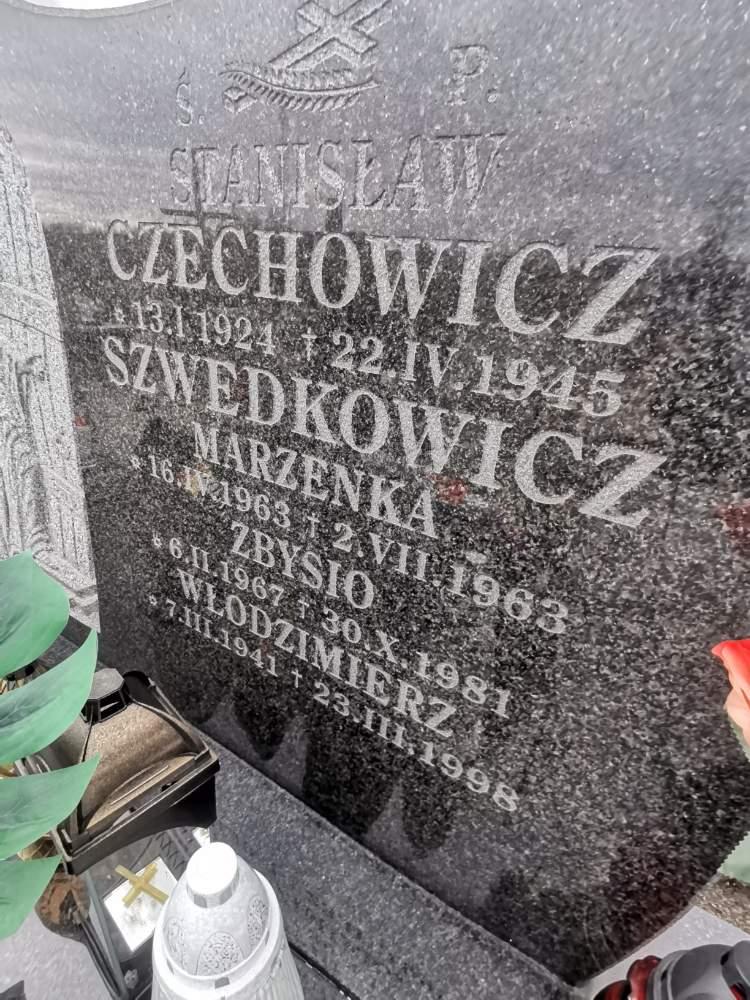 Ś. P.
STANISŁAW
CZECHOWICZ
* 13.I 1924 † 22.IV.1945
SZWEDKOWICZ
MARZENKA
* 16.IV.1963 † 2.VII.1963
ZBYSIO
* 6.II.1967 † 30.X.1981
WŁODZIMIERZ
* 7.III.1941 † 23.III.1998